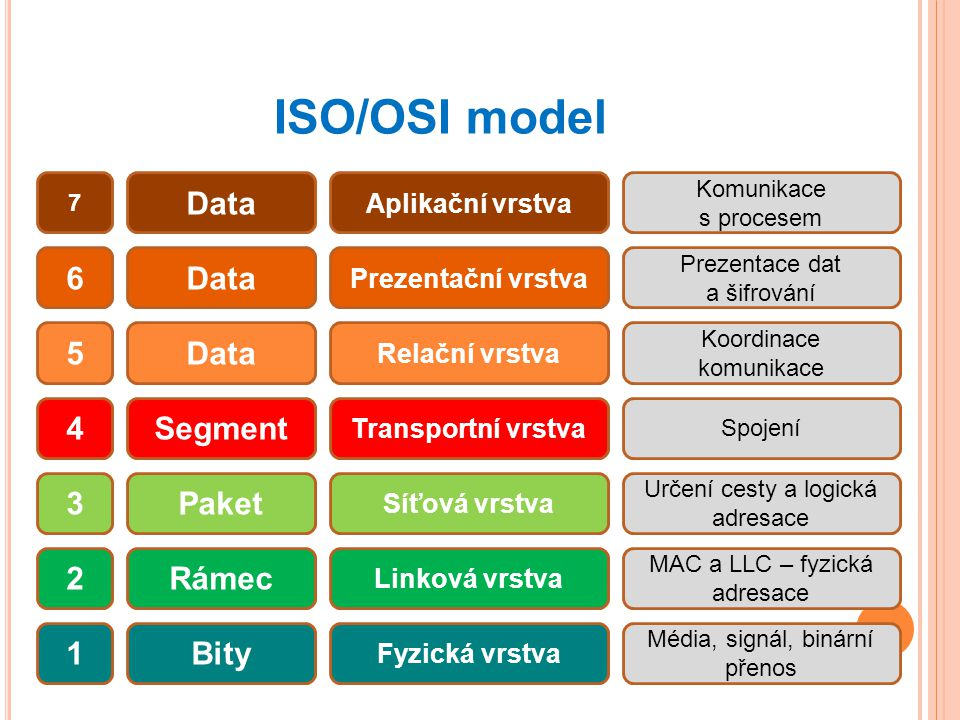 ISO/OSI model
7
Data
Aplikační vrstva
Komunikace
s procesem
6
Data
Prezentační vrstva
Prezentace dat
a šifrování
5
Data
Relační vrstva
Koordinace
komunikace
4
Segment
Transportní vrstva
Spojení
3
Paket
Síťová vrstva
Určení cesty a logická
adresace
2
Rámec
Linková vrstva
MAC a LLC – fyzická
adresace
1
Bity
Fyzická vrstva
Média, signál, binární
přenos